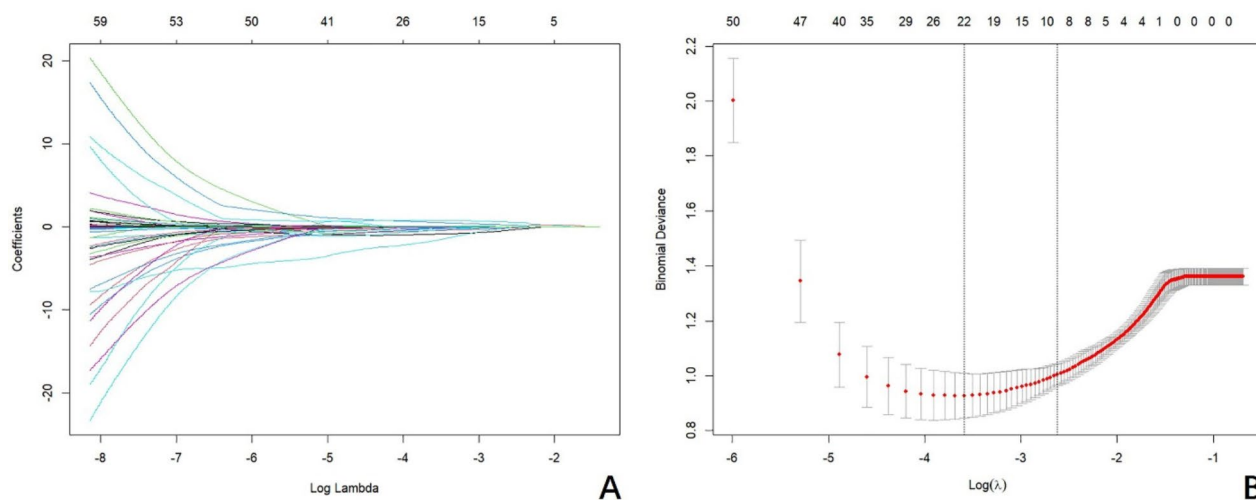 59 53 50 41 26 15 5
20
10
0
-10
-20
Coefficients
-8 -7 -6 -5 -4 -3 -2
Log Lambda
A
50 47 40 35 29 26 22 19 15 10 8 8 5 4 4 1 0 0 0 0
2.2
2.0
1.8
1.6
1.4
1.2
1.0
0.8
Binomial Deviance
-6 -5 -4 -3 -2 -1
Log(λ)
B